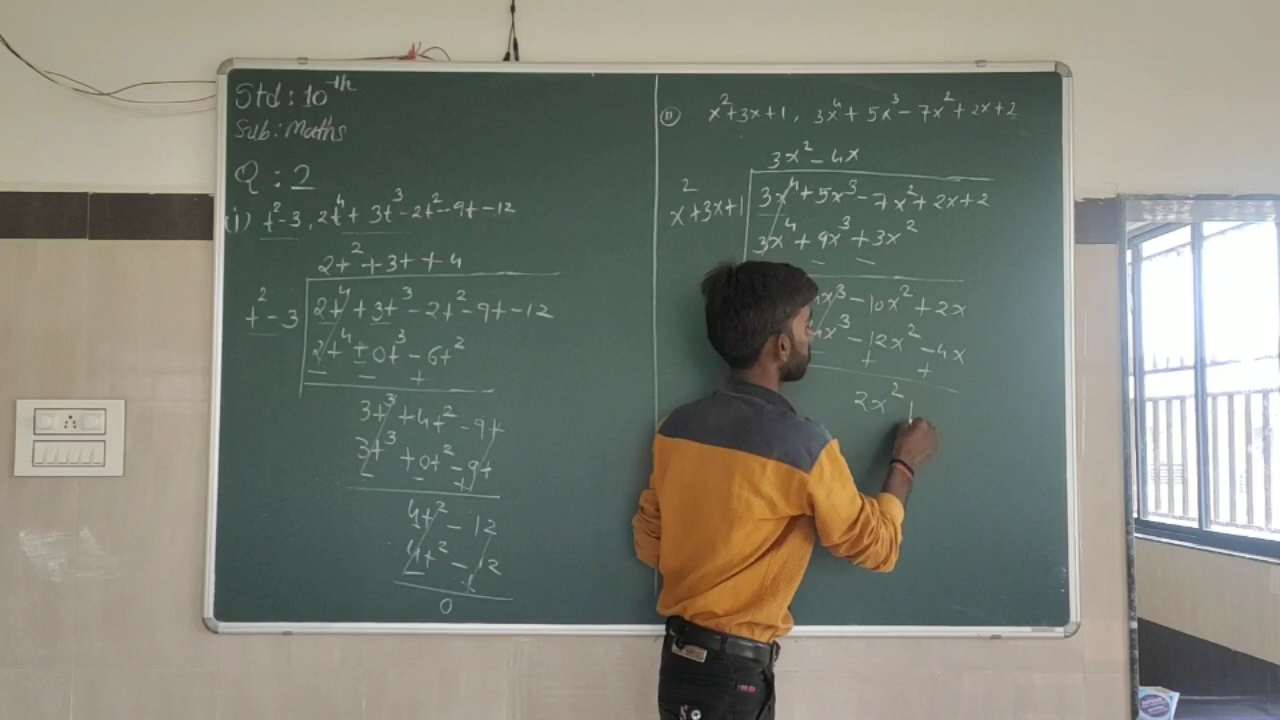 Std: 10th
Sub: Maths
Q: 2
(i) t²-3, 2t⁴+3t³-2t²-9t-12
2t²+3t+4
t²-3 2t⁴+3t³-2t²-9t-12
2t⁴±0t³-6t²
- +
3t³+4t²-9t
3t³+0t²-9t
- - +
4t²-12
4t²-12
- +
0
(ii) x²+3x+1, 3x⁴+5x³-7x²+2x+2
3x²-4x
x²+3x+1 3x⁴+5x³-7x²+2x+2
3x⁴+9x³+3x²
- -
x³-10x²+2x
4x³-12x²-4x
- + +
2x²